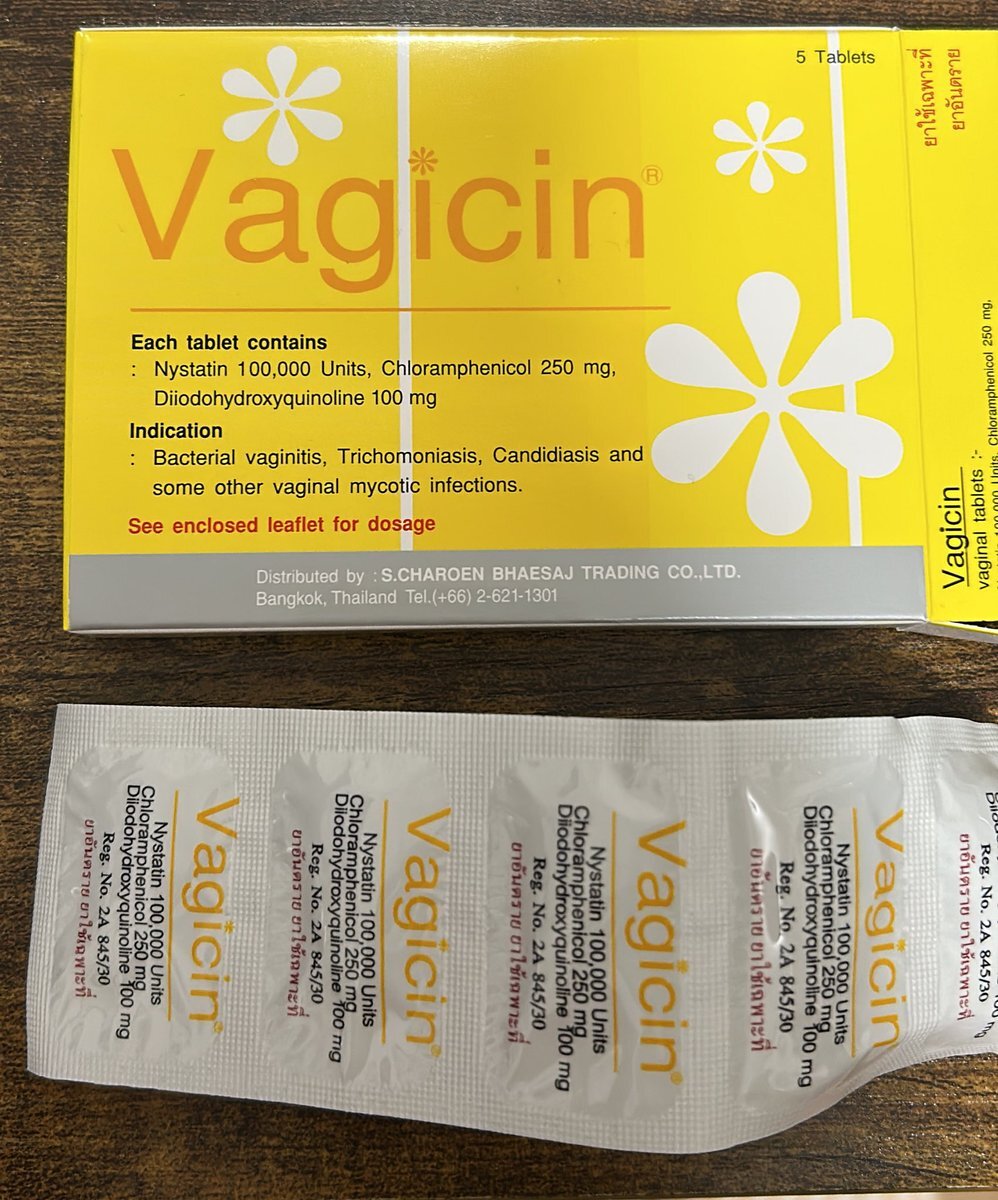 5 Tablets
Vagicin®
Each tablet contains
: Nystatin 100,000 Units, Chloramphenicol 250 mg,
Diiodohydroxyquinoline 100 mg
Indication
: Bacterial vaginitis, Trichomoniasis, Candidiasis and
some other vaginal mycotic infections.
See enclosed leaflet for dosage
Distributed by : S.CHAROEN BHAESAJ TRADING CO.,LTD.
Bangkok, Thailand Tel.(+66) 2-621-1301
ยาใช้เฉพาะที่
ยาอันตราย
Vagicin
vaginal tablets :-
100,000 Units, Chloramphenicol 250 mg,
Vagicin®
Nystatin 100,000 Units
Chloramphenicol 250 mg
Diiodohydroxyquinoline 100 mg
Reg. No. 2A 845/30
ยาอันตราย ยาใช้เฉพาะที่
Vagicin®
Nystatin 100,000 Units
Chloramphenicol 250 mg
Diiodohydroxyquinoline 100 mg
Reg. No. 2A 845/30
ยาอันตราย ยาใช้เฉพาะที่
Vagicin®
Nystatin 100,000 Units
Chloramphenicol 250 mg
Diiodohydroxyquinoline 100 mg
Reg. No. 2A 845/30
ยาอันตราย ยาใช้เฉพาะที่
Vagicin
Nystatin 100,000 Units
Chloramphenicol 250 mg
Diiodohydroxyquinoline 100 mg
Reg. No. 2A 845/30
ยาอันตราย ยาใช้เฉพาะที่
100 mg
Reg. No. 2A 845/30
ยาอันตราย ยาใช้เฉพาะที่